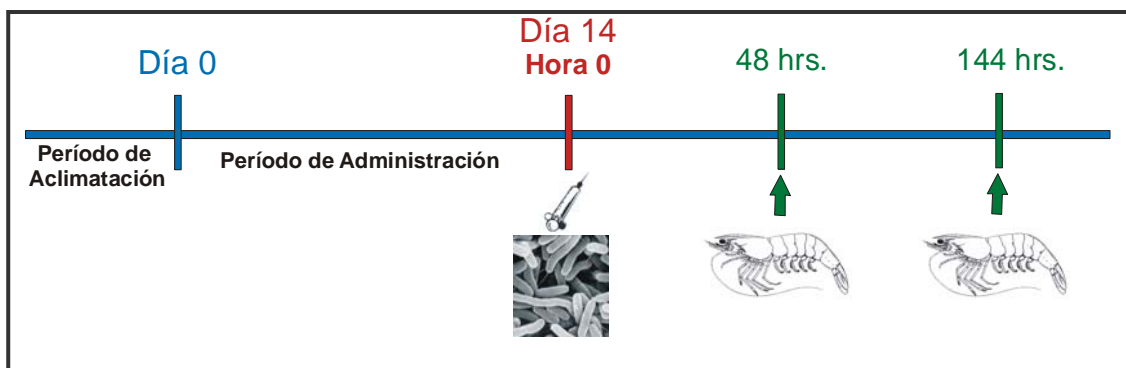 Día 0
Día 14
Hora 0
48 hrs.
144 hrs.
Período de
Aclimatación
Período de Administración